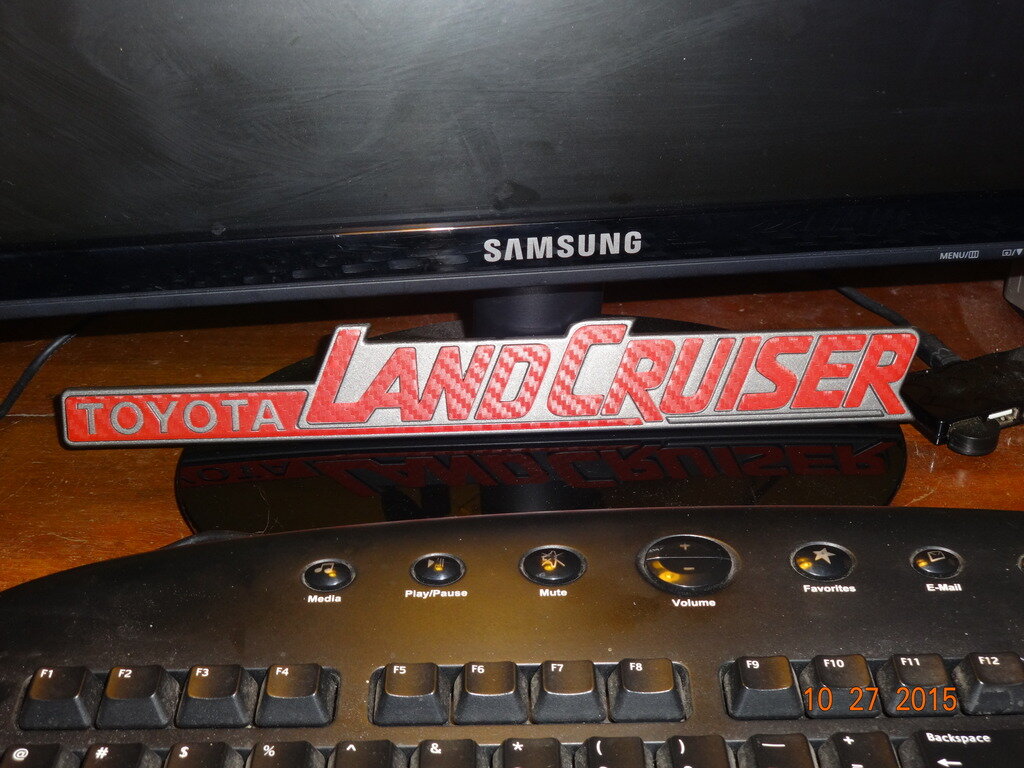 SAMSUNG
MENU/
TOYOTA LAND CRUISER
Media Play/Pause Mute Volume Favorites E-Mail
F1 F2 F3 F4 F5 F6 F7 F8 F9 F10 F11 F12
10 27 2015
@ # $ % ^ & * ( ) — + Backspace